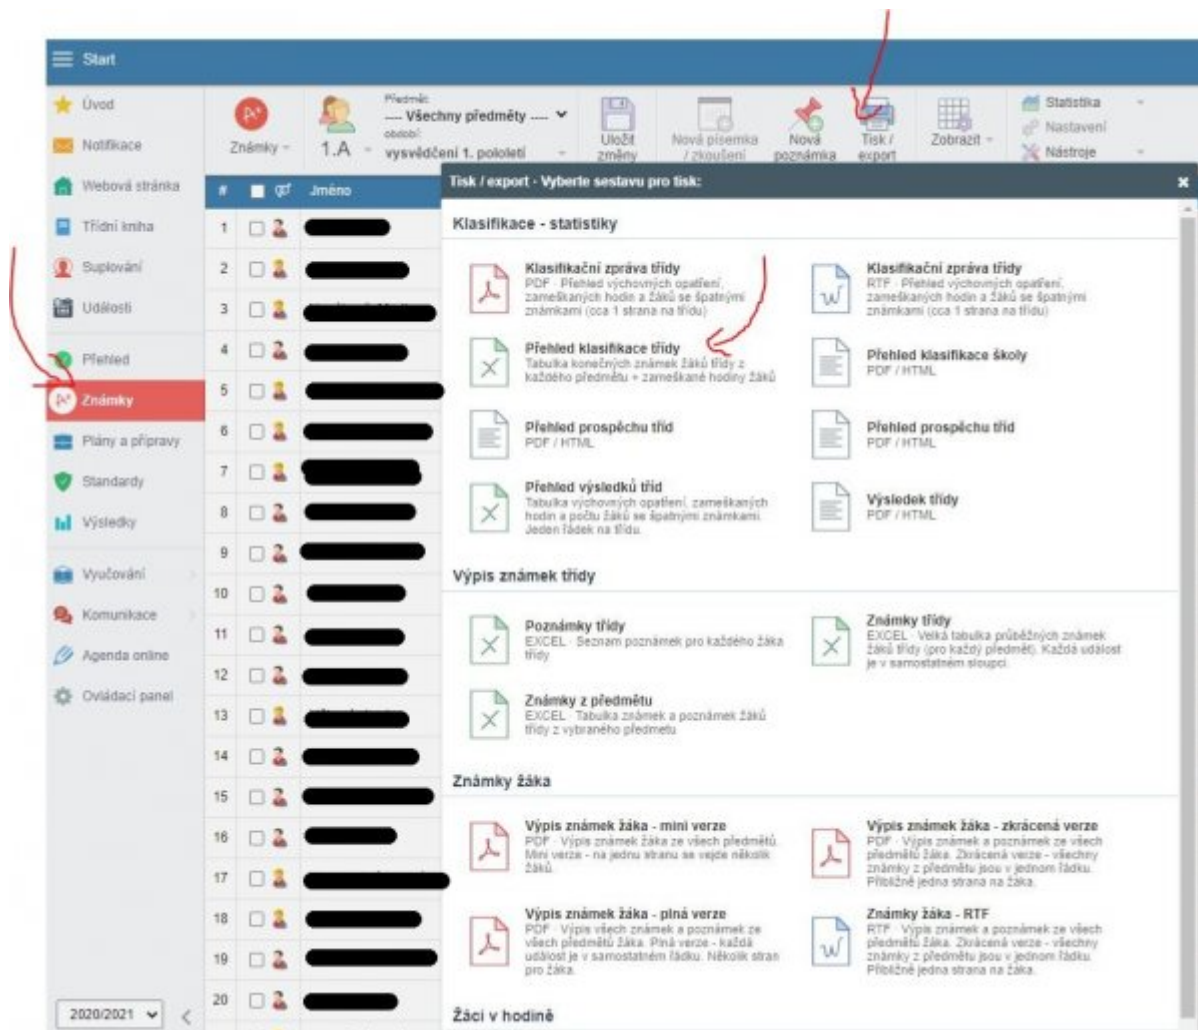 Start
Úvod
Notifikace
Webová stránka
Třídní kniha
Suplování
Události
Přehled
Známky
Plány a přípravy
Standardy
Výsledky
Vyučování
Komunikace
Agenda online
Ovládací panel
2020/2021
Známky
1.A
Předmět:
---- Všechny předměty ----
období:
vysvědčení 1. pololetí
Uložit
změny
Nová písemka
/ zkoušení
Nová
poznámka
Tisk /
export
Zobrazit
Statistika
Nastavení
Nástroje
# Jméno
1
2
3
4
5
6
7
8
9
10
11
12
13
14
15
16
17
18
19
20
Tisk / export - Vyberte sestavu pro tisk:
Klasifikace - statistiky
Klasifikační zpráva třídy
PDF · Přehled výchovných opatření,
zameškaných hodin a žáků se špatnými
známkami (cca 1 strana na třídu)
Klasifikační zpráva třídy
RTF · Přehled výchovných opatření,
zameškaných hodin a žáků se špatnými
známkami (cca 1 strana na třídu)
Přehled klasifikace třídy
Tabulka konečných známek žáků třídy z
každého předmětu + zameškané hodiny žáků
Přehled klasifikace školy
PDF / HTML
Přehled prospěchu tříd
PDF / HTML
Přehled prospěchu tříd
PDF / HTML
Přehled výsledků tříd
Tabulka výchovných opatření, zameškaných
hodin a počtu žáků se špatnými známkami.
Jeden řádek na třídu.
Výsledek třídy
PDF / HTML
Výpis známek třídy
Poznámky třídy
EXCEL · Seznam poznámek pro každého žáka
třídy
Známky třídy
EXCEL · Velká tabulka průběžných známek
žáků třídy (pro každý předmět). Každá událost
je v samostatném sloupci.
Známky z předmětu
EXCEL · Tabulka známek a poznámek žáků
třídy z vybraného předmetu
Známky žáka
Výpis známek žáka - mini verze
PDF · Výpis známek žáka ze všech předmětů.
Mini verze - na jednu stranu se vejde několik
žáků.
Výpis známek žáka - zkrácená verze
PDF · Výpis známek a poznámek ze všech
předmětů žáka. Zkrácená verze - všechny
známky z předmětu jsou v jednom řádku.
Přibližně jedna strana na žáka.
Výpis známek žáka - plná verze
PDF · Výpis všech známek a poznámek ze
všech předmětů žáka. Plná verze - každá
událost je v samostatném řádku. Několik stran
pro žáka.
Známky žáka - RTF
RTF · Výpis známek a poznámek ze všech
předmětů žáka. Zkrácená verze - všechny
známky z předmětu jsou v jednom řádku.
Přibližně jedna strana na žáka.
Žáci v hodině